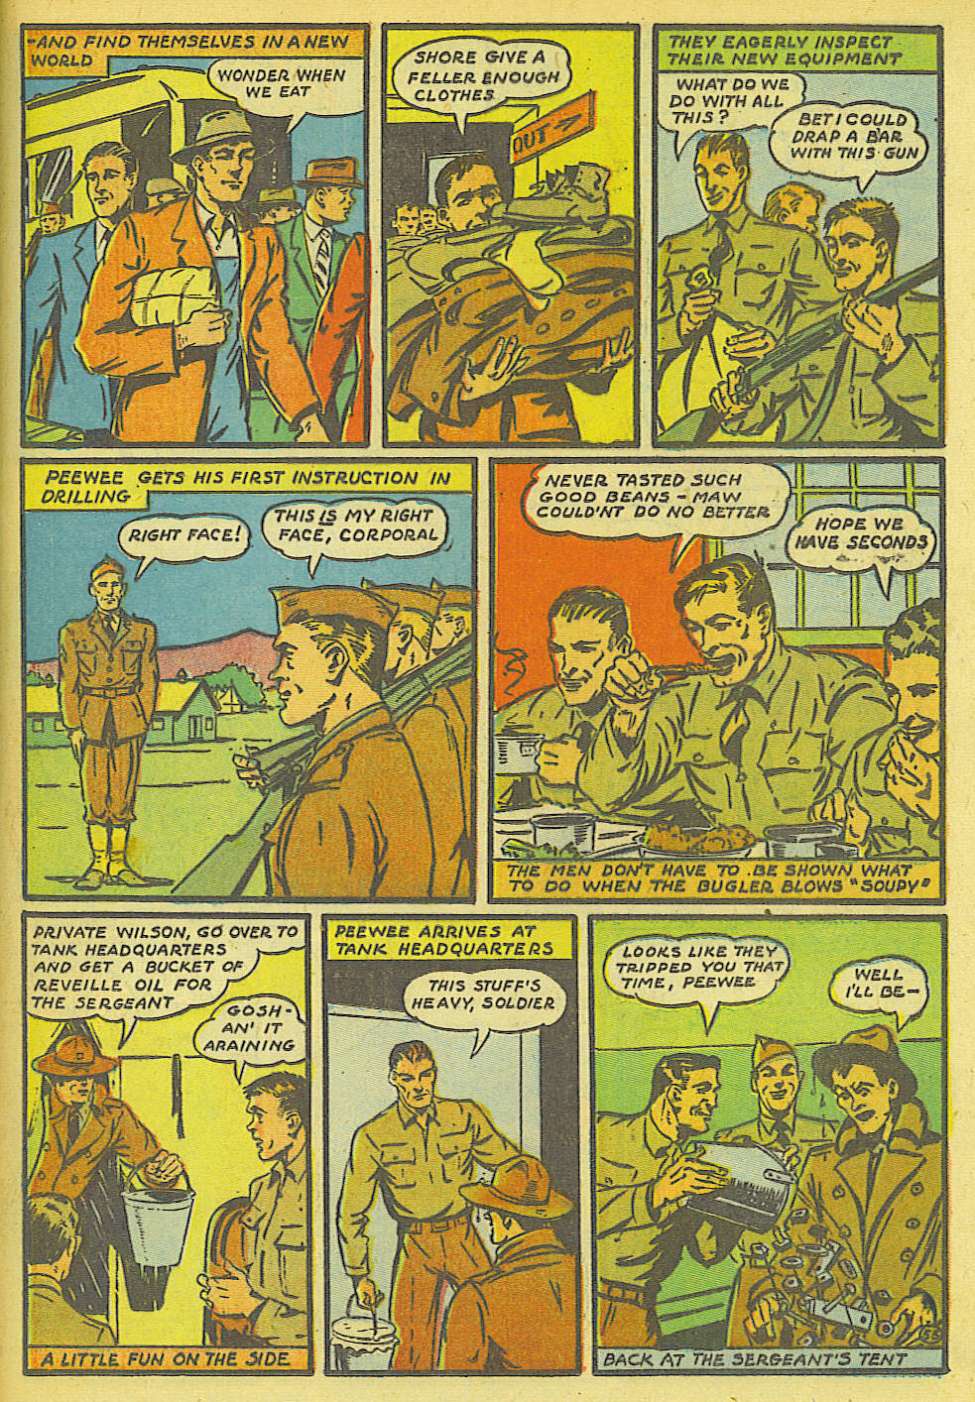 -AND FIND THEMSELVES IN A NEW
WORLD
WONDER WHEN
WE EAT
SHORE GIVE A
FELLER ENOUGH
CLOTHES
OUT
THEY EAGERLY INSPECT
THEIR NEW EQUIPMENT
WHAT DO WE
DO WITH ALL
THIS?
BET I COULD
DRAP A B'AR
WITH THIS GUN
PEEWEE GETS HIS FIRST INSTRUCTION IN
DRILLING
RIGHT FACE!
THIS IS MY RIGHT
FACE, CORPORAL
NEVER TASTED SUCH
GOOD BEANS - MAW
COULD'NT DO NO BETTER
HOPE WE
HAVE SECONDS
THE MEN DON'T HAVE TO BE SHOWN WHAT
TO DO WHEN THE BUGLER BLOWS "SOUPY"
PRIVATE WILSON, GO OVER TO
TANK HEADQUARTERS
AND GET A BUCKET OF
REVEILLE OIL FOR
THE SERGEANT
GOSH-
AN' IT
ARAINING
A LITTLE FUN ON THE SIDE
PEEWEE ARRIVES AT
TANK HEADQUARTERS
THIS STUFF'S
HEAVY, SOLDIER
LOOKS LIKE THEY
TRIPPED YOU THAT
TIME, PEEWEE
WELL
I'LL BE-
BACK AT THE SERGEANT'S TENT